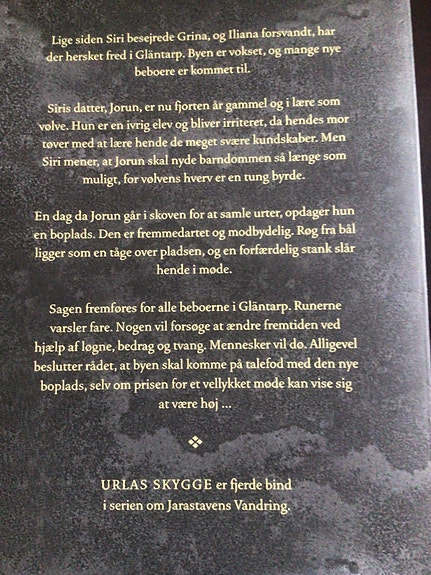 Lige siden Siri besejrede Grina, og Iliana forsvandt, har
der hersket fred i Gläntarp. Byen er vokset, og mange nye
beboere er kommet til.
Siris datter, Jorun, er nu fjorten år gammel og i lære som
vølve. Hun er en ivrig elev og bliver irriteret, da hendes mor
tøver med at lære hende de meget svære kundskaber. Men
Siri mener, at Jorun skal nyde barndommen så længe som
muligt, for vølvens hverv er en tung byrde.
En dag da Jorun går i skoven for at samle urter, opdager hun
en boplads. Den er fremmedartet og modbydelig. Røg fra bål
ligger som en tåge over pladsen, og en forfærdelig stank slår
hende i møde.
Sagen fremføres for alle beboerne i Gläntarp. Runerne
varsler fare. Nogen vil forsøge at ændre fremtiden ved
hjælp af løgne, bedrag og tvang. Mennesker vil dø. Alligevel
beslutter rådet, at byen skal komme på talefod med den nye
boplads, selv om prisen for et vellykket møde kan vise sig
at være høj ...
URLAS SKYGGE er fjerde bind
i serien om Jarastavens Vandring.